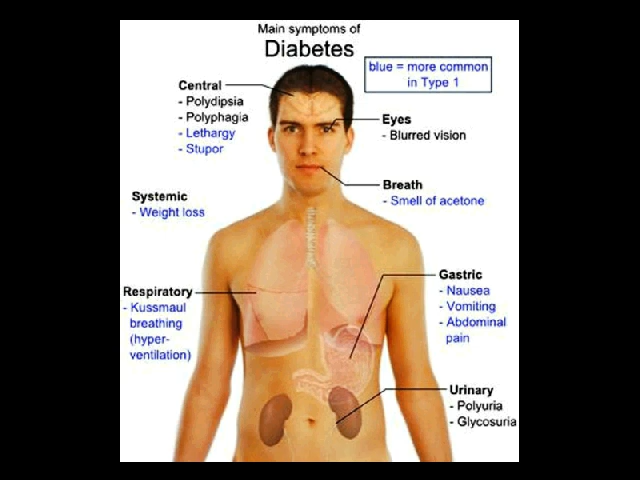 Main symptoms of
Diabetes
blue = more common
in Type 1
Central
- Polydipsia
- Polyphagia
- Lethargy
- Stupor
Eyes
- Blurred vision
Breath
- Smell of acetone
Systemic
- Weight loss
Respiratory
- Kussmaul
breathing
(hyper-
ventilation)
Gastric
- Nausea
- Vomiting
- Abdominal
pain
Urinary
- Polyuria
- Glycosuria